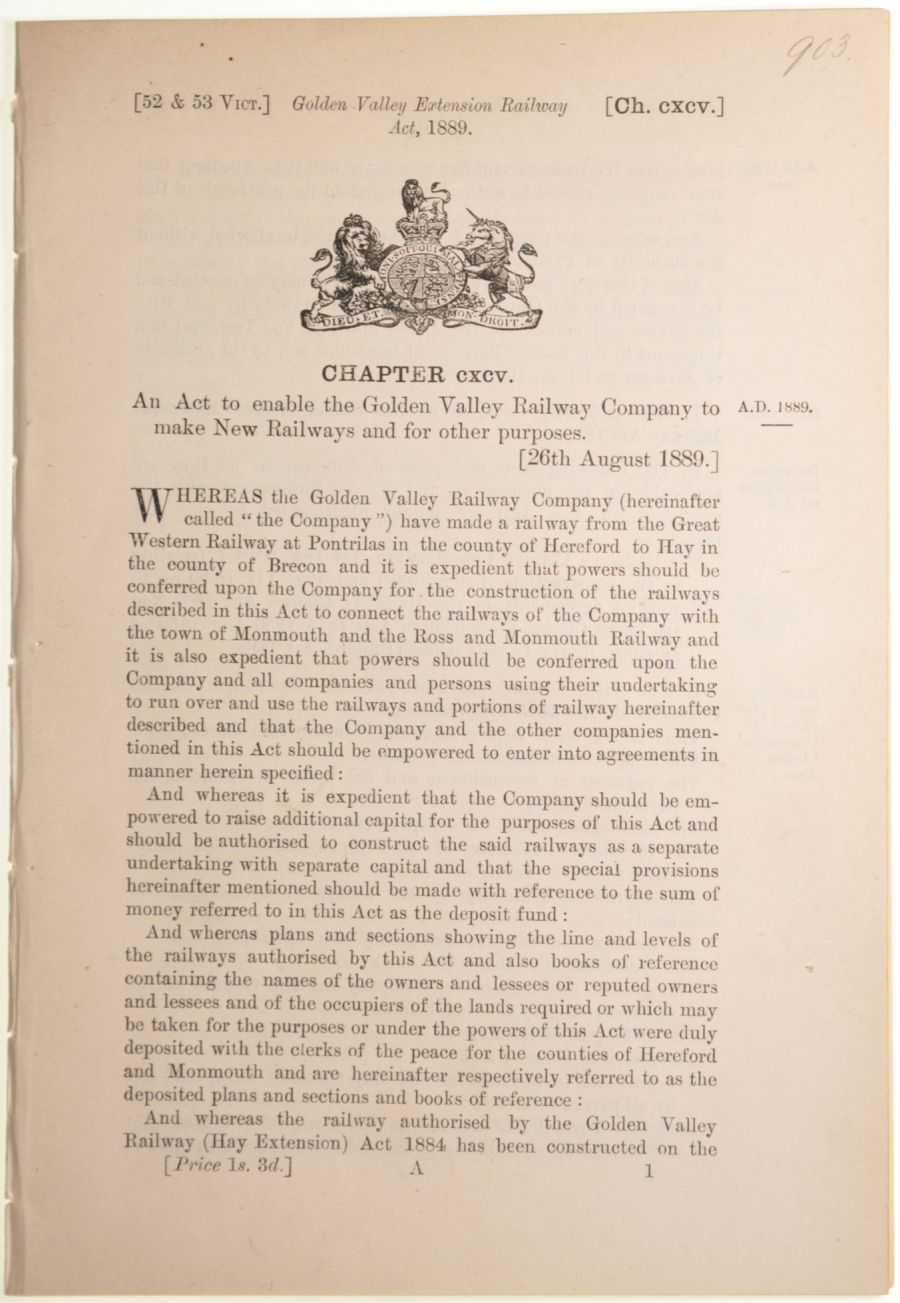 903.
[52 & 53 VICT.] Golden Valley Extension Railway [Ch. cxcv.]
Act, 1889.
HONI SOIT QUI MAL
DIEU · ET · MON · DROIT ·
CHAPTER cxcv.
An Act to enable the Golden Valley Railway Company to A.D. 1889.
make New Railways and for other purposes.
[26th August 1889.]
WHEREAS the Golden Valley Railway Company (hereinafter
called “the Company”) have made a railway from the Great
Western Railway at Pontrilas in the county of Hereford to Hay in
the county of Brecon and it is expedient that powers should be
conferred upon the Company for the construction of the railways
described in this Act to connect the railways of the Company with
the town of Monmouth and the Ross and Monmouth Railway and
it is also expedient that powers should be conferred upon the
Company and all companies and persons using their undertaking
to run over and use the railways and portions of railway hereinafter
described and that the Company and the other companies men-
tioned in this Act should be empowered to enter into agreements in
manner herein specified :
And whereas it is expedient that the Company should be em-
powered to raise additional capital for the purposes of this Act and
should be authorised to construct the said railways as a separate
undertaking with separate capital and that the special provisions
hereinafter mentioned should be made with reference to the sum of
money referred to in this Act as the deposit fund :
And whereas plans and sections showing the line and levels of
the railways authorised by this Act and also books of reference
containing the names of the owners and lessees or reputed owners
and lessees and of the occupiers of the lands required or which may
be taken for the purposes or under the powers of this Act were duly
deposited with the clerks of the peace for the counties of Hereford
and Monmouth and are hereinafter respectively referred to as the
deposited plans and sections and books of reference :
And whereas the railway authorised by the Golden Valley
Railway (Hay Extension) Act 1884 has been constructed on the
[Price 1s. 3d.] A 1